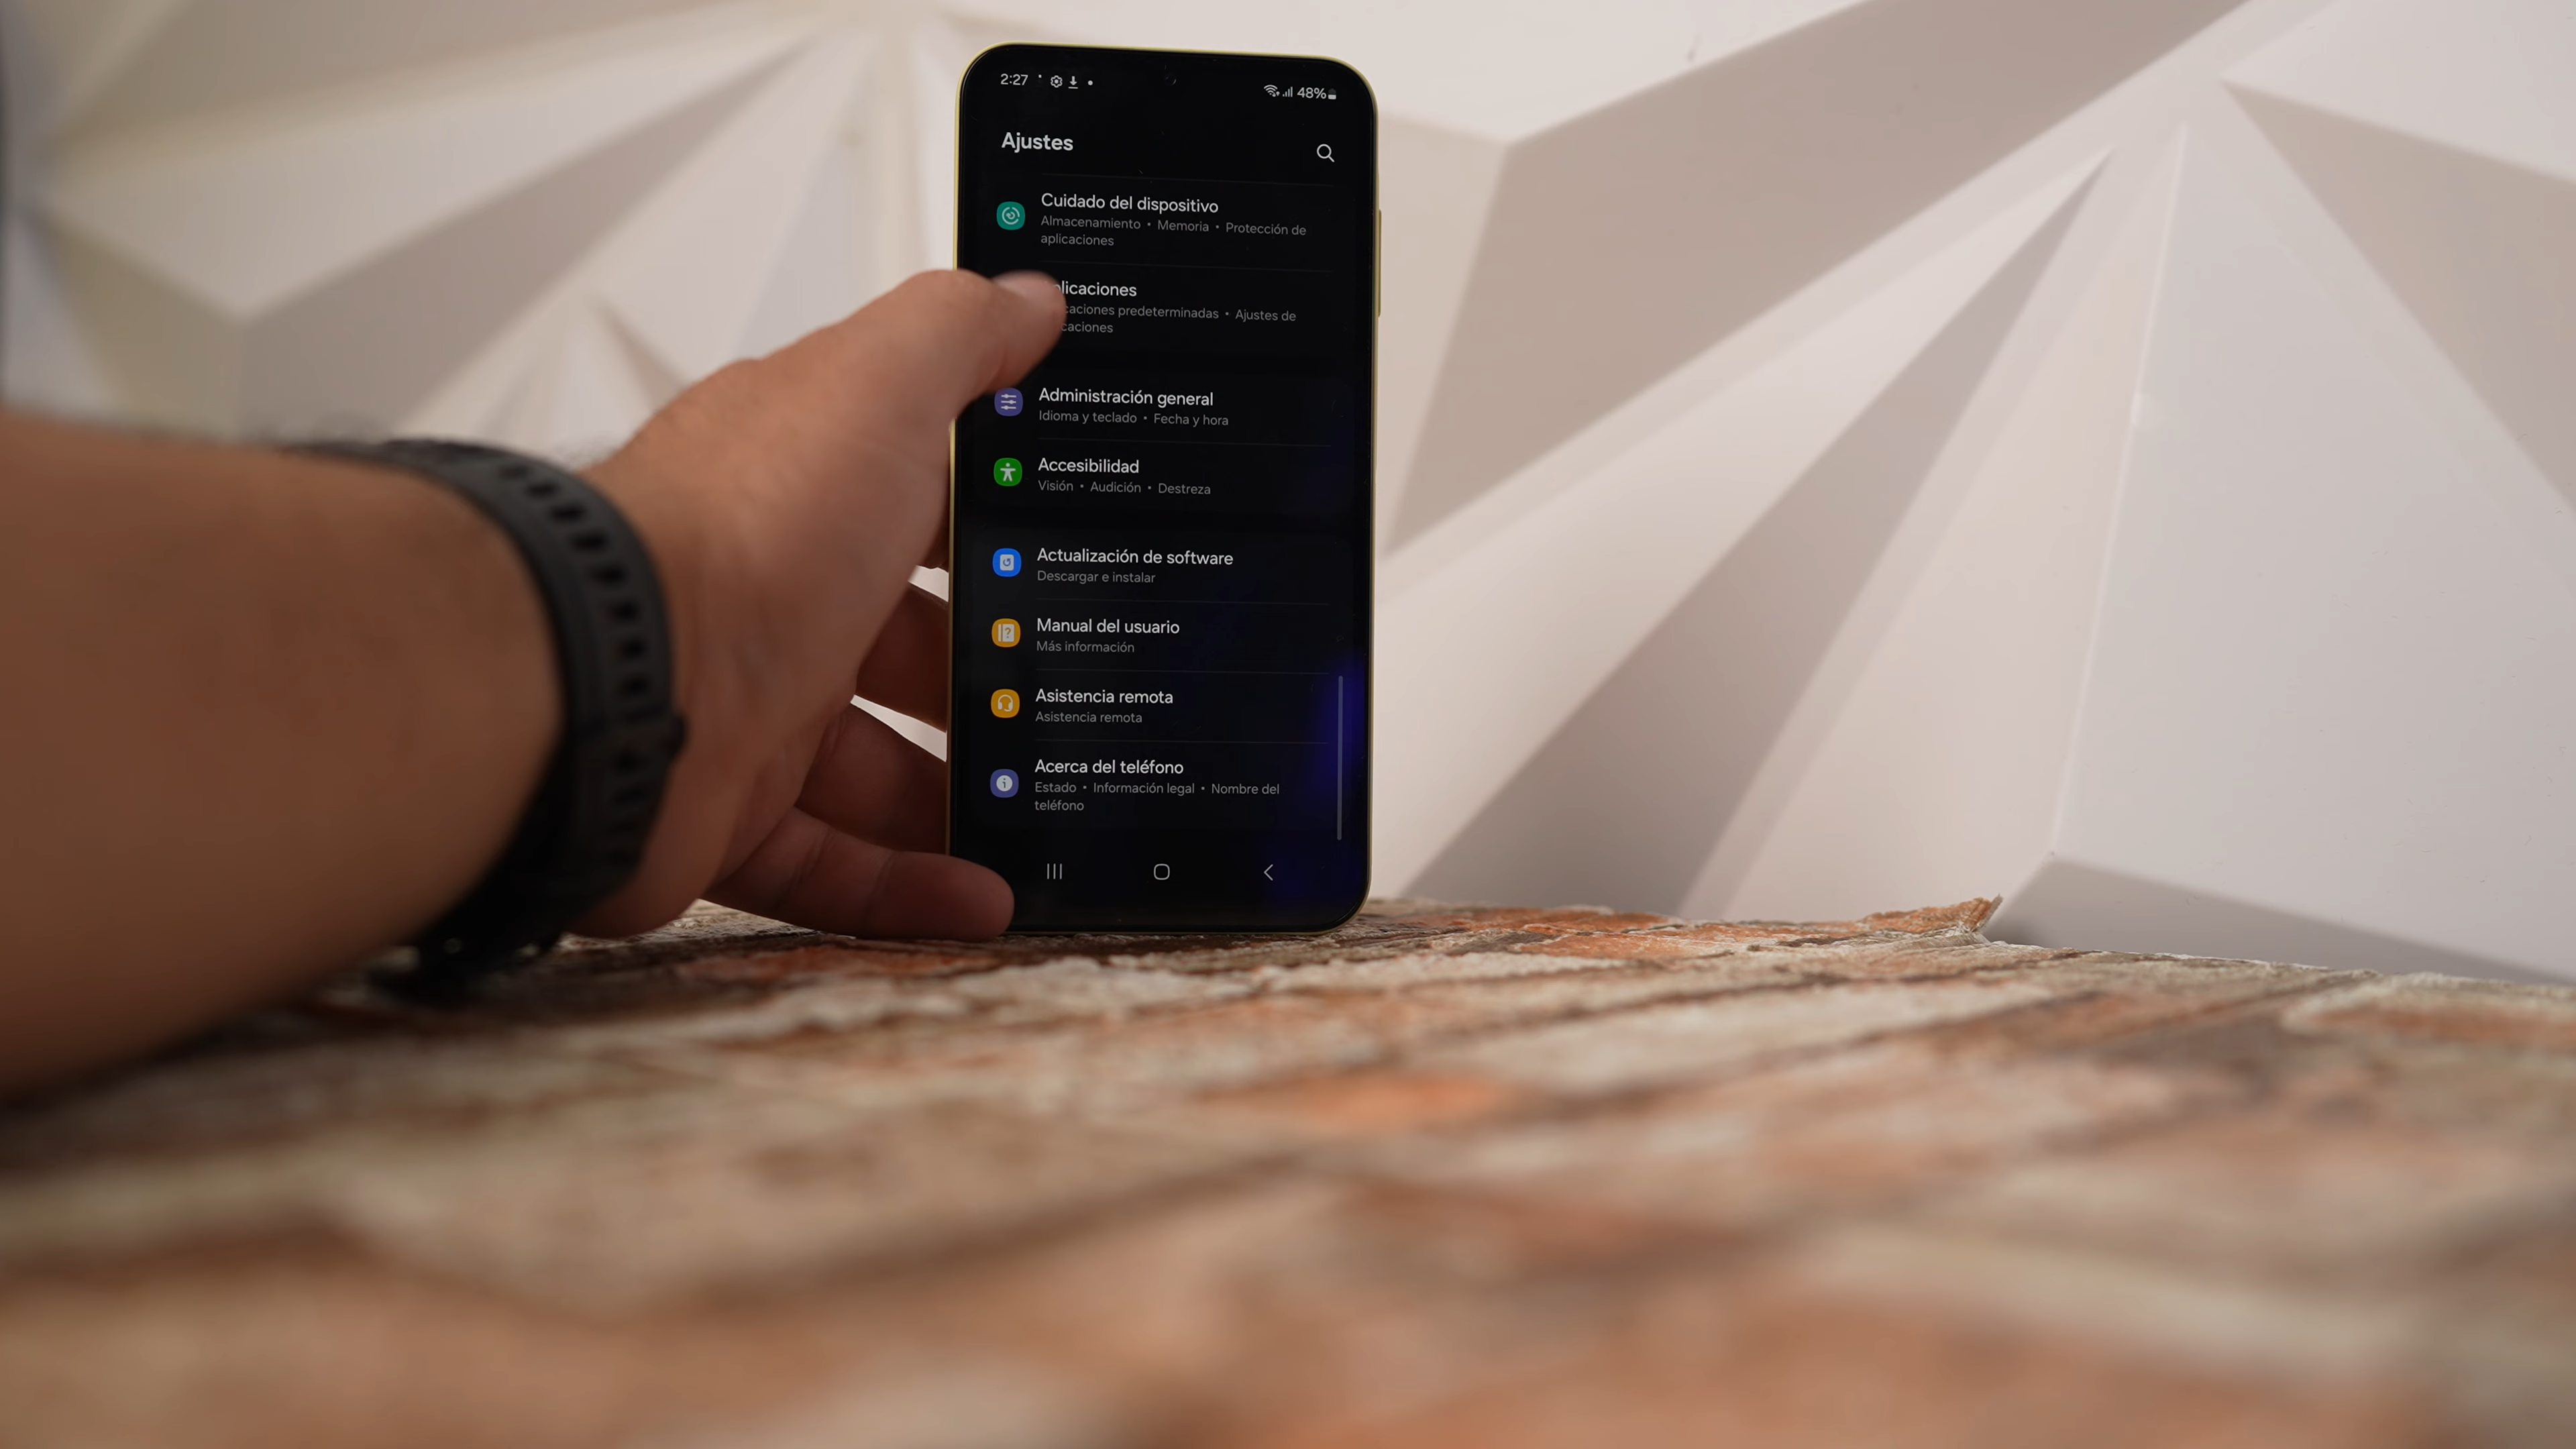 2:27
48%
Ajustes
Cuidado del dispositivo
Almacenamiento • Memoria • Protección de
aplicaciones
plicaciones
caciones predeterminadas • Ajustes de
caciones
Administración general
Idioma y teclado • Fecha y hora
Accesibilidad
Visión • Audición • Destreza
Actualización de software
Descargar e instalar
Manual del usuario
Más información
Asistencia remota
Asistencia remota
Acerca del teléfono
Estado • Información legal • Nombre del
teléfono